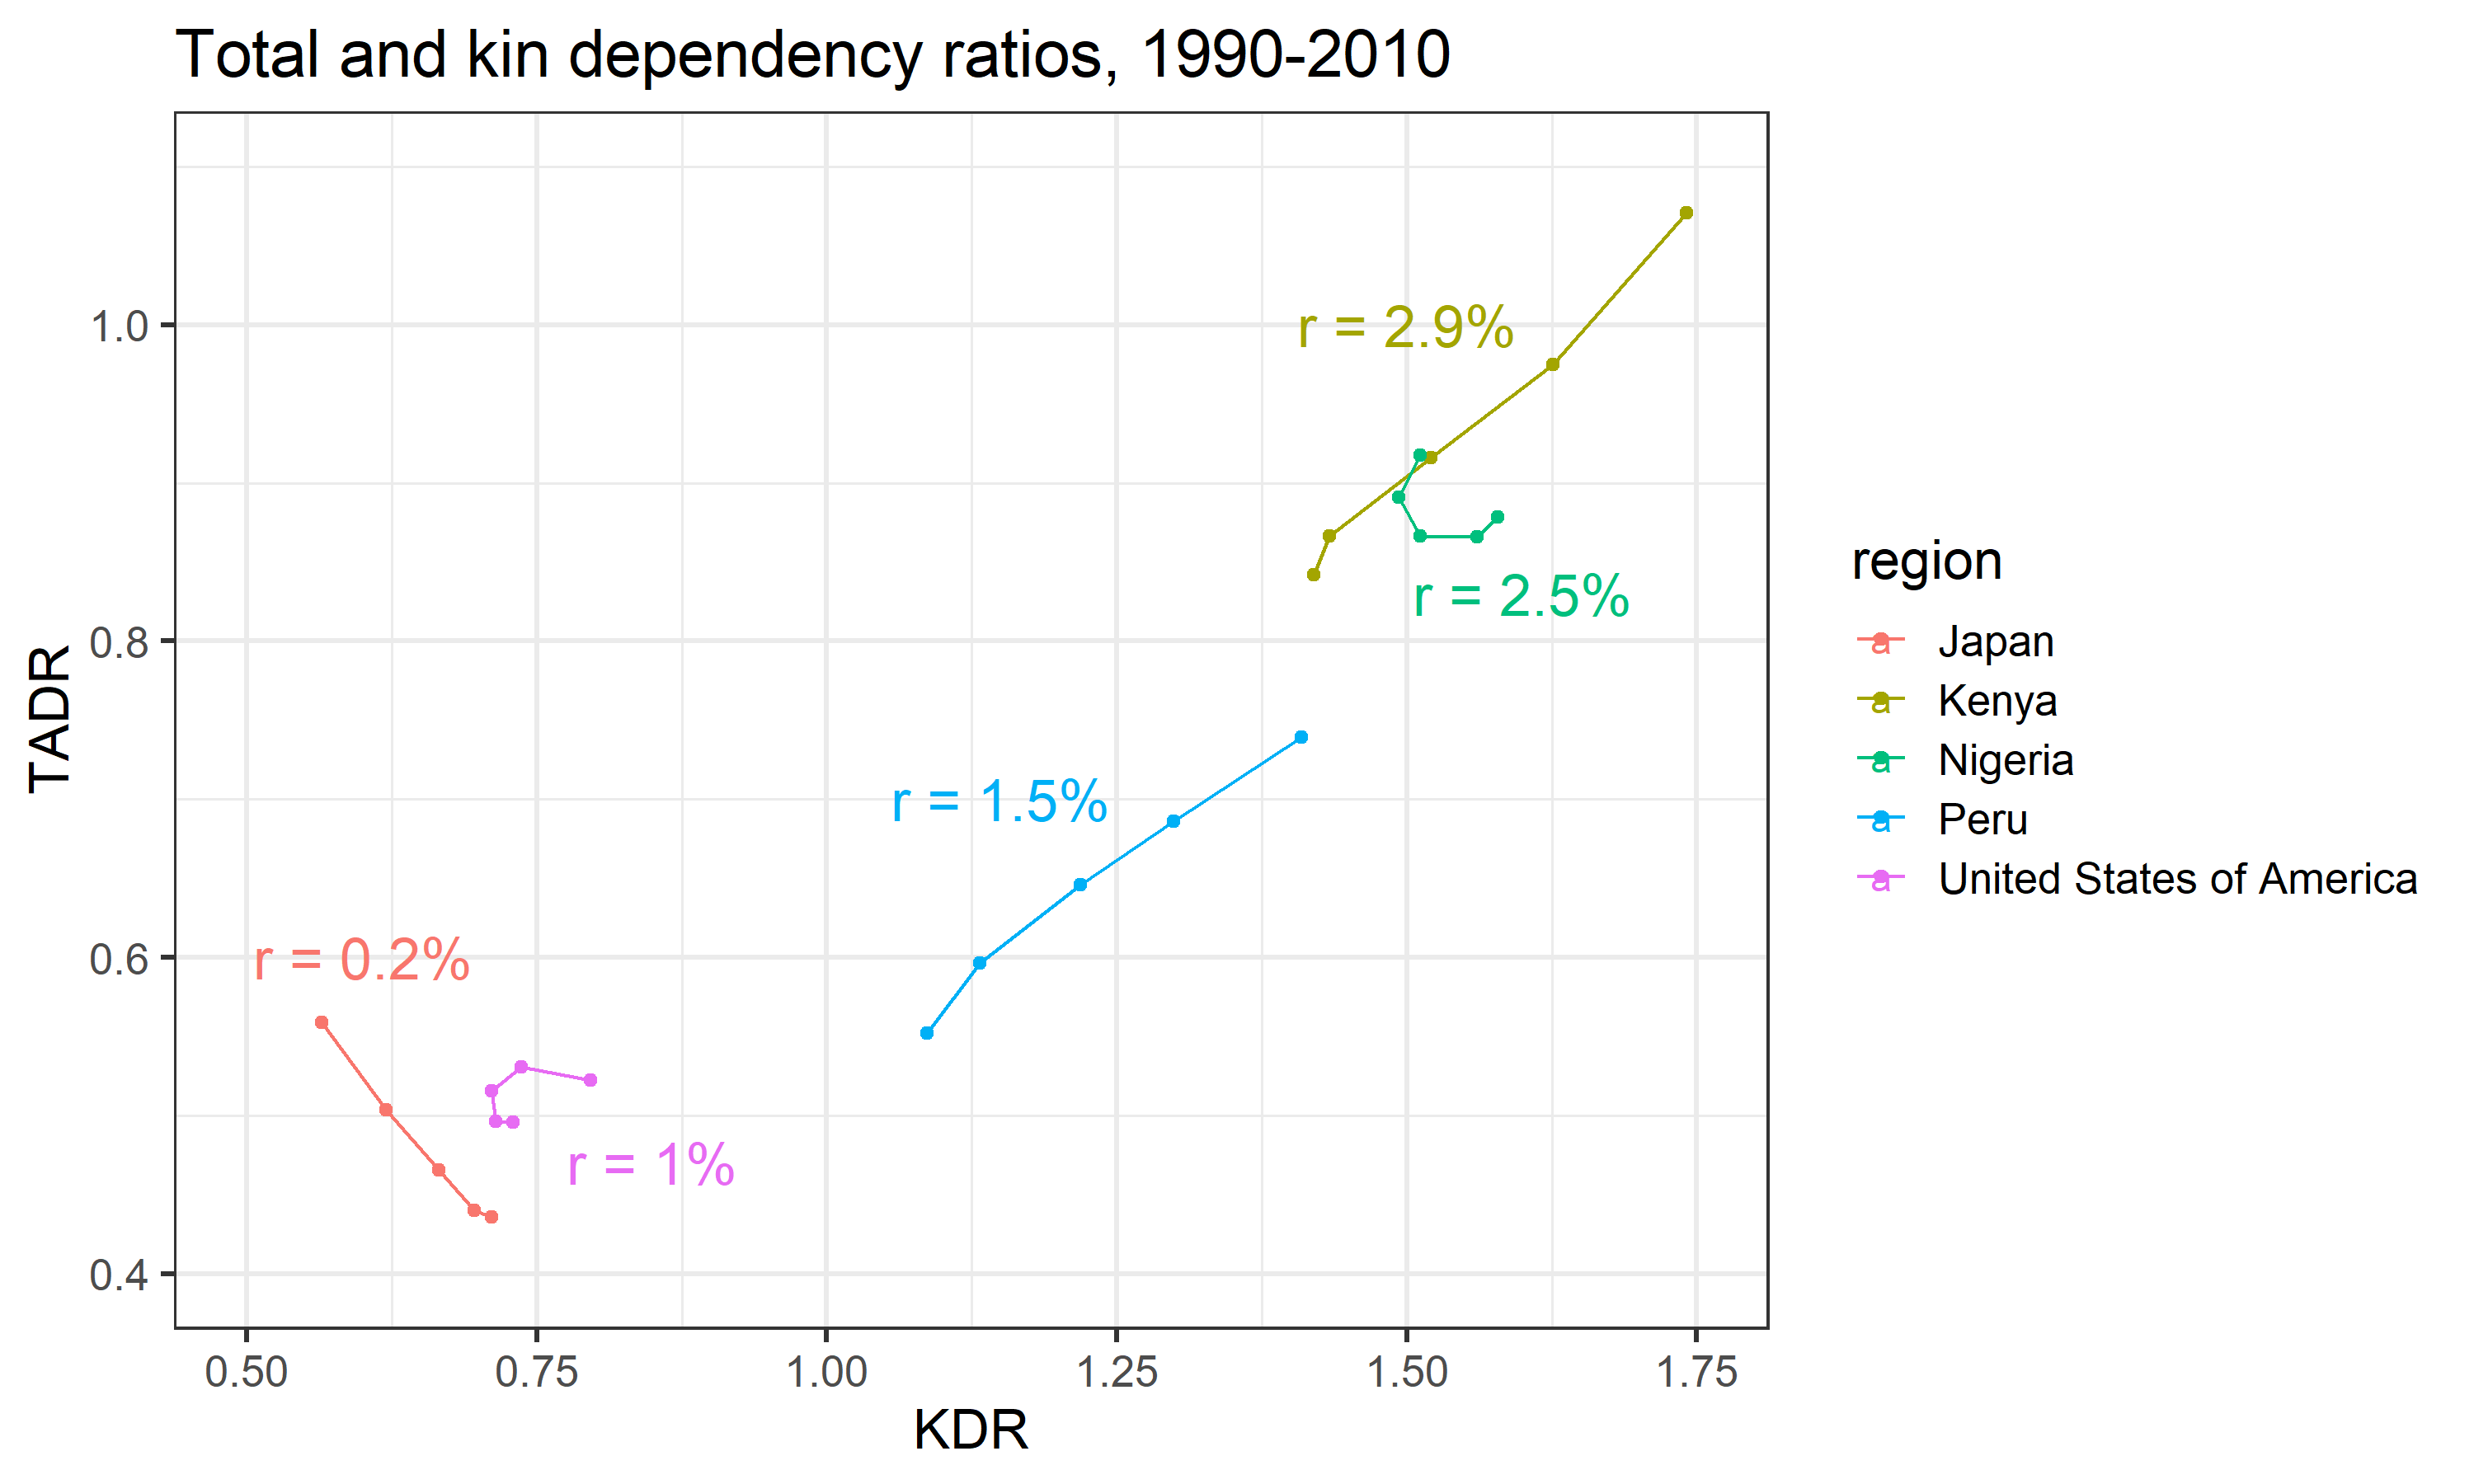 Total and kin dependency ratios, 1990-2010
TADR
1.0
0.8
0.6
0.4
r = 2.9%
r = 2.5%
r = 1.5%
r = 0.2%
r = 1%
0.50 0.75 1.00 1.25 1.50 1.75
KDR
region
a Japan
a Kenya
a Nigeria
a Peru
a United States of America